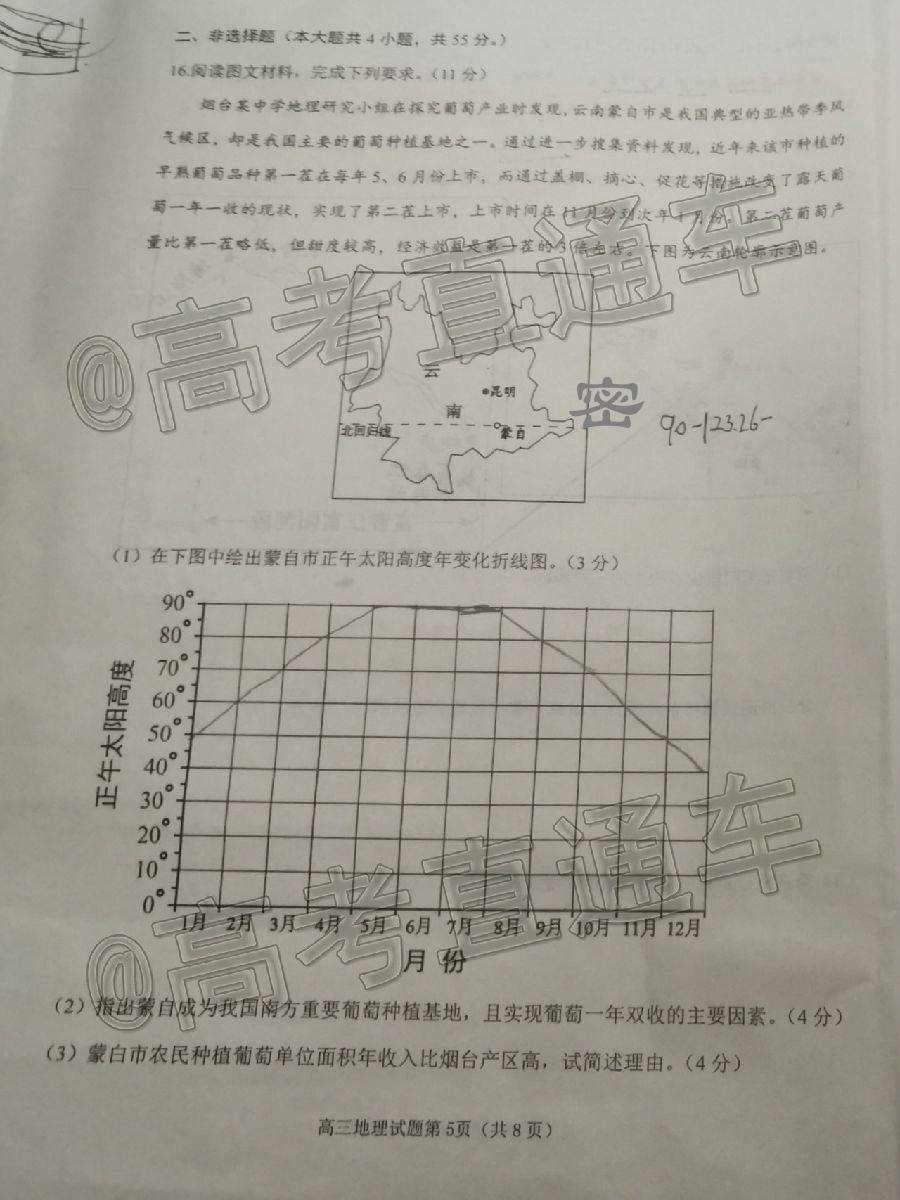 二、非选择题（本大题共4小题，共55分。）
16.阅读图文材料，完成下列要求。（11分）
烟台某中学地理研究小组在探究葡萄产业时发现，云南蒙自市是我国典型的亚热带季风
气候区，却是我国主要的葡萄种植基地之一。通过进一步搜集资料发现，近年来该市种植的
早熟葡萄品种第一茬在每年5、6月份上市，而通过盖棚、摘心、促花等措施改变了露天葡
萄一年一收的现状，实现了第二茬上市，上市时间在11月份到次年1月份。第二茬葡萄产
量比第一茬略低，但甜度较高，经济效益是第一茬的3倍左右。下图为云南轮廓示意图。
@高考直通车
云
昆明
南
密
北回归线
蒙自
90-123.26-
（1）在下图中绘出蒙自市正午太阳高度年变化折线图。（3分）
正午太阳高度
90°
80°
70°
60°
50°
40°
30°
20°
10°
0°
1月 2月 3月 4月 5月 6月 7月 8月 9月 10月 11月 12月
月 份
@高考直通车
（2）指出蒙自成为我国南方重要葡萄种植基地，且实现葡萄一年双收的主要因素。（4分）
（3）蒙自市农民种植葡萄单位面积年收入比烟台产区高，试简述理由。（4分）
高三地理试题第5页（共8页）